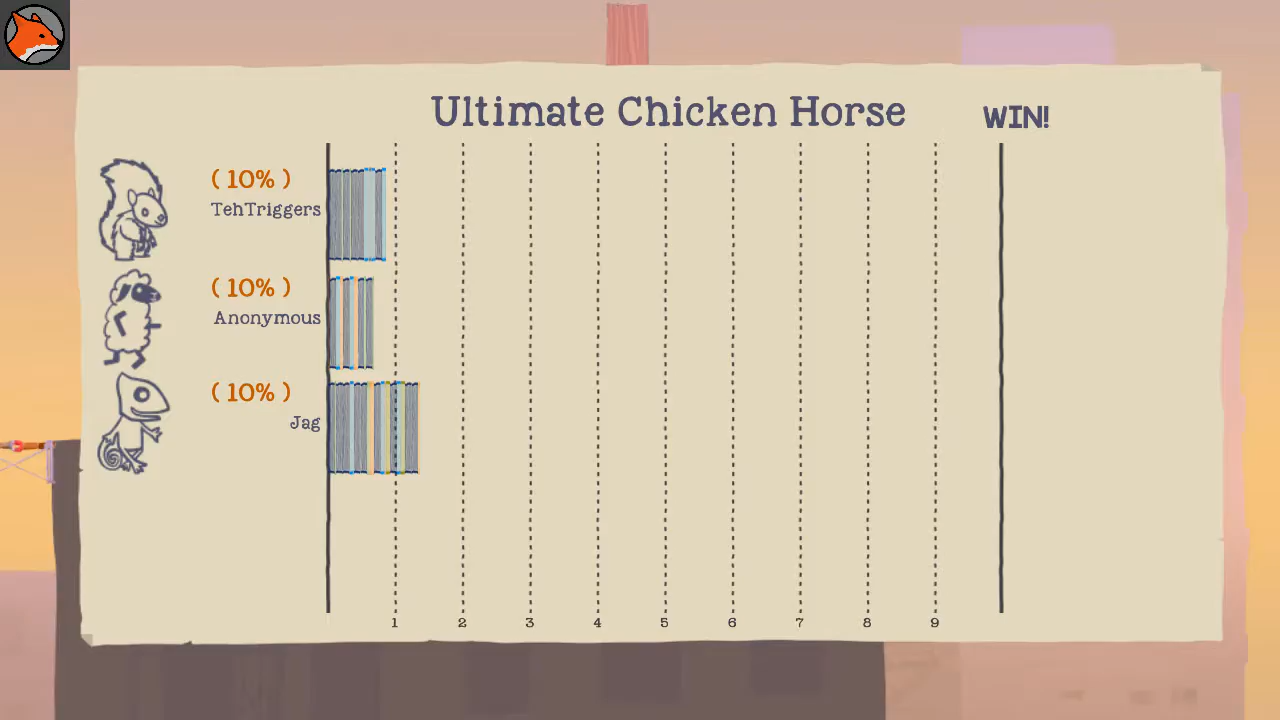 Ultimate Chicken Horse
WIN!
( 10% )
TehTriggers
( 10% )
Anonymous
( 10% )
Jag
1 2 3 4 5 6 7 8 9